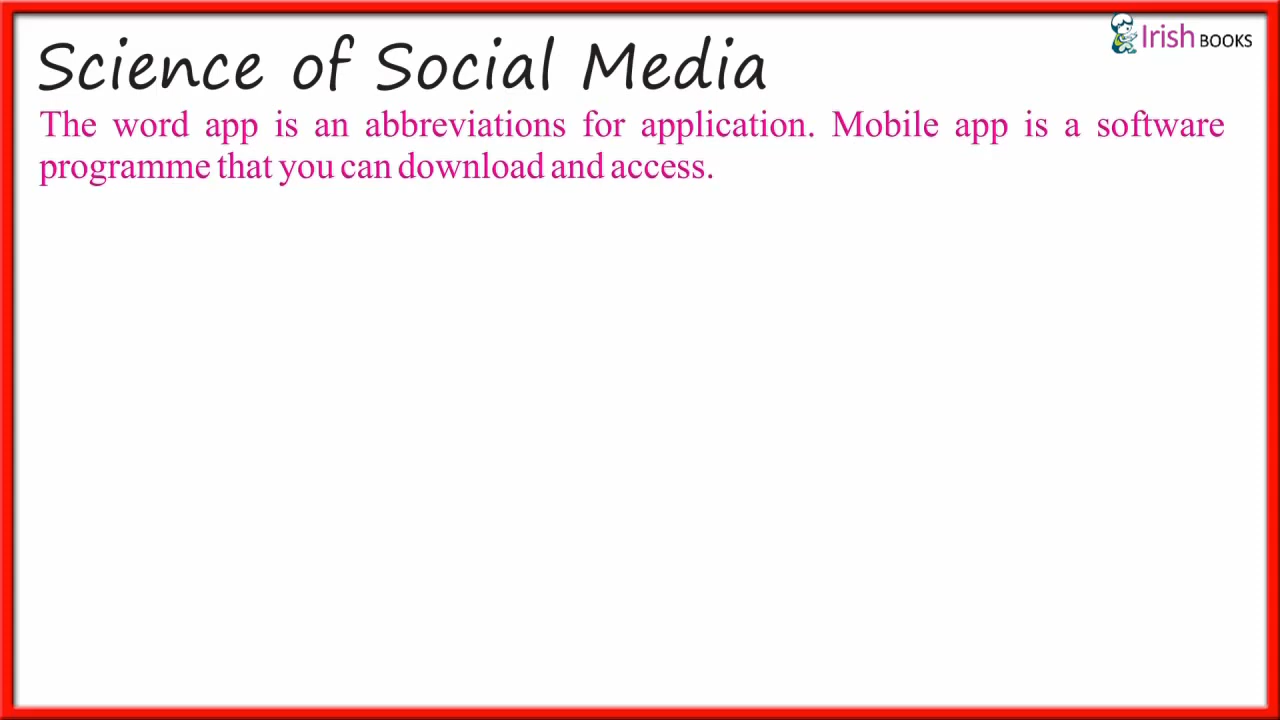 Irish BOOKS
Science of Social Media
The word app is an abbreviations for application. Mobile app is a software
programme that you can download and access.